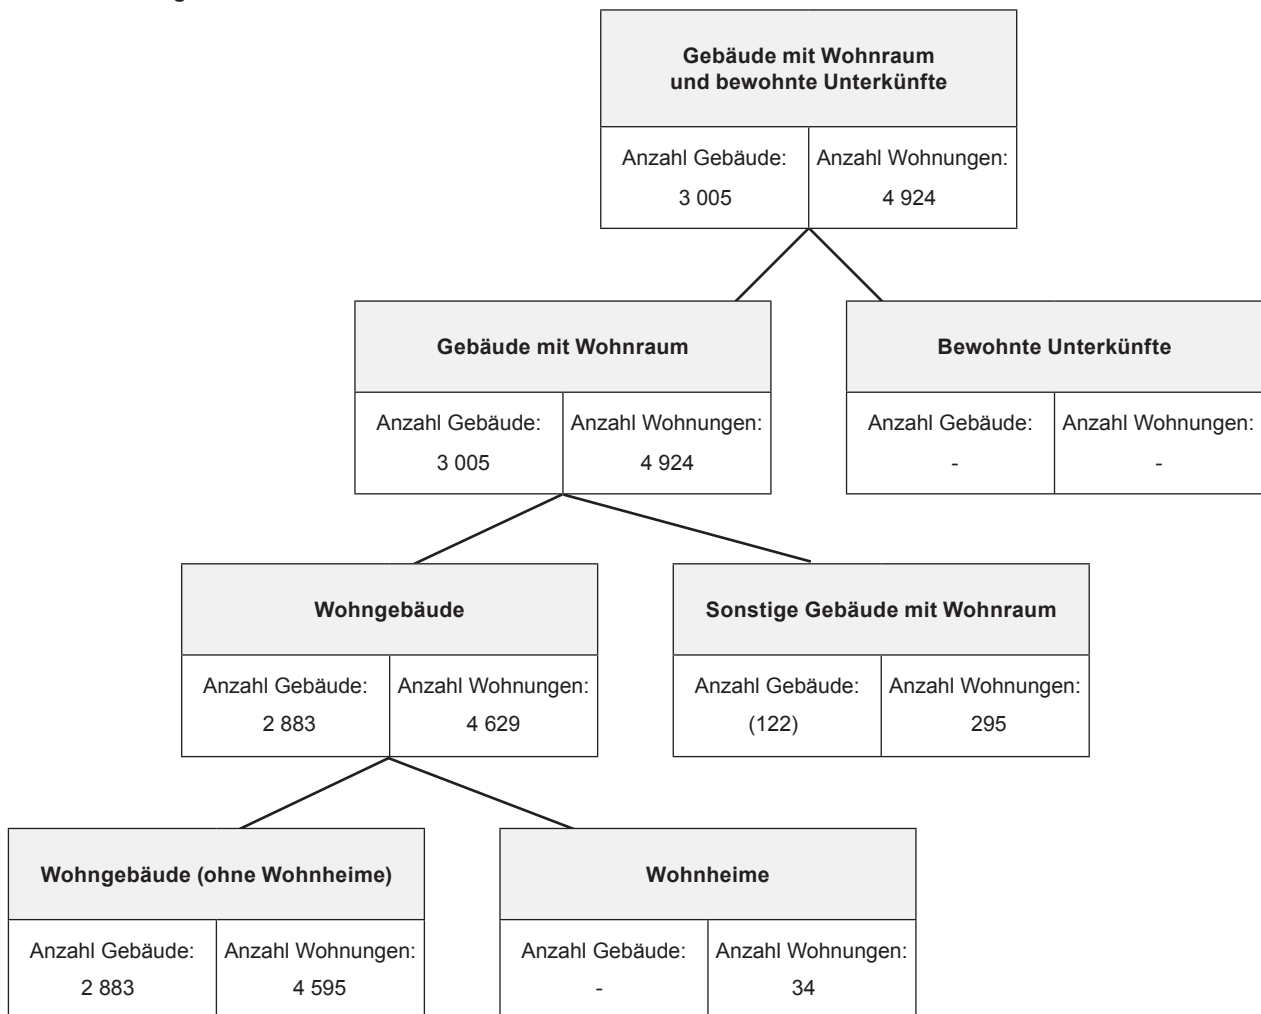 Gebäude mit Wohnraum
und bewohnte Unterkünfte
Anzahl Gebäude: Anzahl Wohnungen:
3 005 4 924
Gebäude mit Wohnraum
Anzahl Gebäude: Anzahl Wohnungen:
3 005 4 924
Bewohnte Unterkünfte
Anzahl Gebäude: Anzahl Wohnungen:
- -
Wohngebäude
Anzahl Gebäude: Anzahl Wohnungen:
2 883 4 629
Sonstige Gebäude mit Wohnraum
Anzahl Gebäude: Anzahl Wohnungen:
(122) 295
Wohngebäude (ohne Wohnheime)
Anzahl Gebäude: Anzahl Wohnungen:
2 883 4 595
Wohnheime
Anzahl Gebäude: Anzahl Wohnungen:
- 34